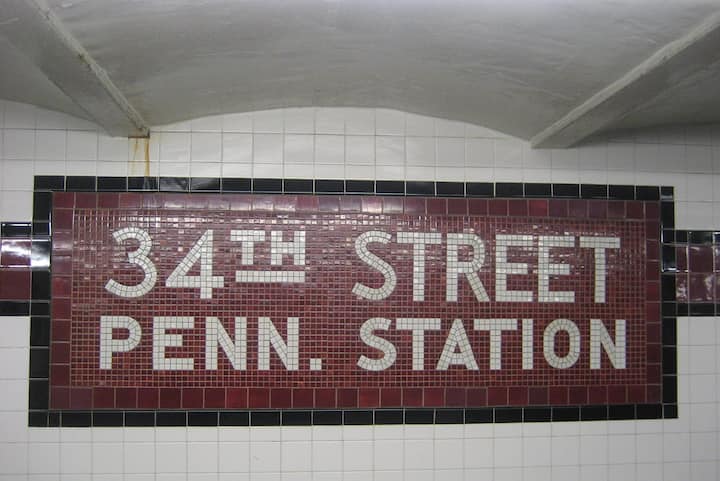 34TH STREET
PENN. STATION